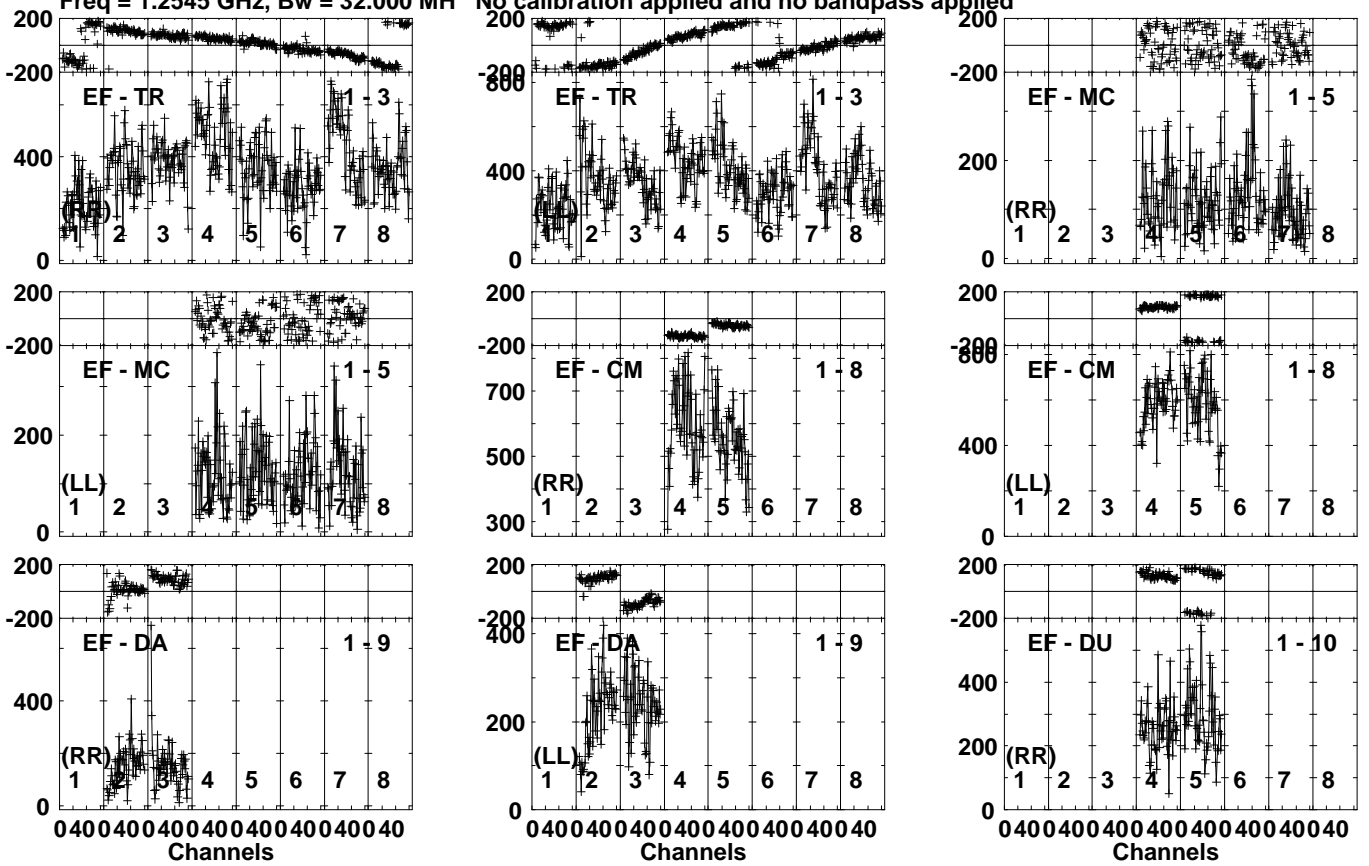 Freq = 1.2545 GHz, Bw = 32.000 MH No calibration applied and no bandpass applied
200
-200
EF - TR 1 - 3
400
(RR)
1 2 3 4 5 6 7 8
0
200
-200
800
EF - TR 1 - 3
400
(LL)
1 2 3 4 5 6 7 8
0
200
-200
EF - MC 1 - 5
200
(RR)
1 2 3 4 5 6 7 8
0
200
-200
EF - MC 1 - 5
200
(LL)
1 2 3 4 5 6 7 8
0
200
-200
EF - CM 1 - 8
700
500
(RR)
1 2 3 4 5 6 7 8
300
200
-200
800
EF - CM 1 - 8
400
(LL)
1 2 3 4 5 6 7 8
0
200
-200
EF - DA 1 - 9
400
(RR)
1 2 3 4 5 6 7 8
0
200
-200
400
EF - DA 1 - 9
200
(LL)
1 2 3 4 5 6 7 8
0
200
-200
EF - DU 1 - 10
400
200
(RR)
1 2 3 4 5 6 7 8
0
0 40 0 40 0 40 0 40 0 40 0 40 0 40 0 40
0 40 0 40 0 40 0 40 0 40 0 40 0 40 0 40
0 40 0 40 0 40 0 40 0 40 0 40 0 40 0 40
Channels
Channels
Channels